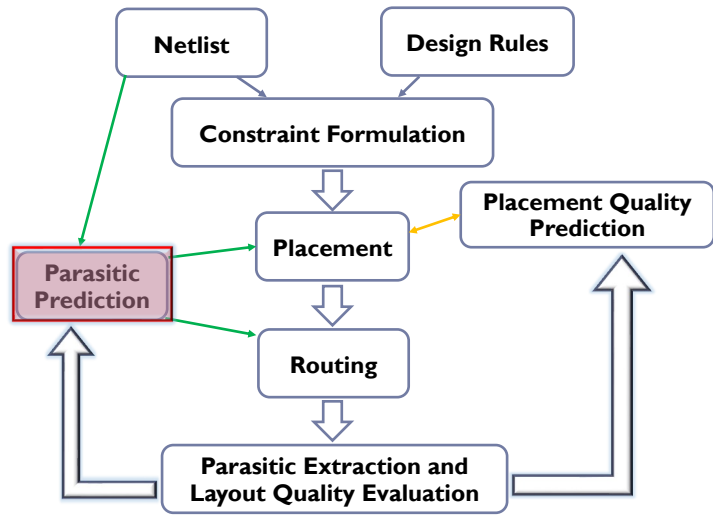 Netlist
Design Rules
Constraint Formulation
Placement Quality
Prediction
Placement
Parasitic
Prediction
Routing
Parasitic Extraction and
Layout Quality Evaluation